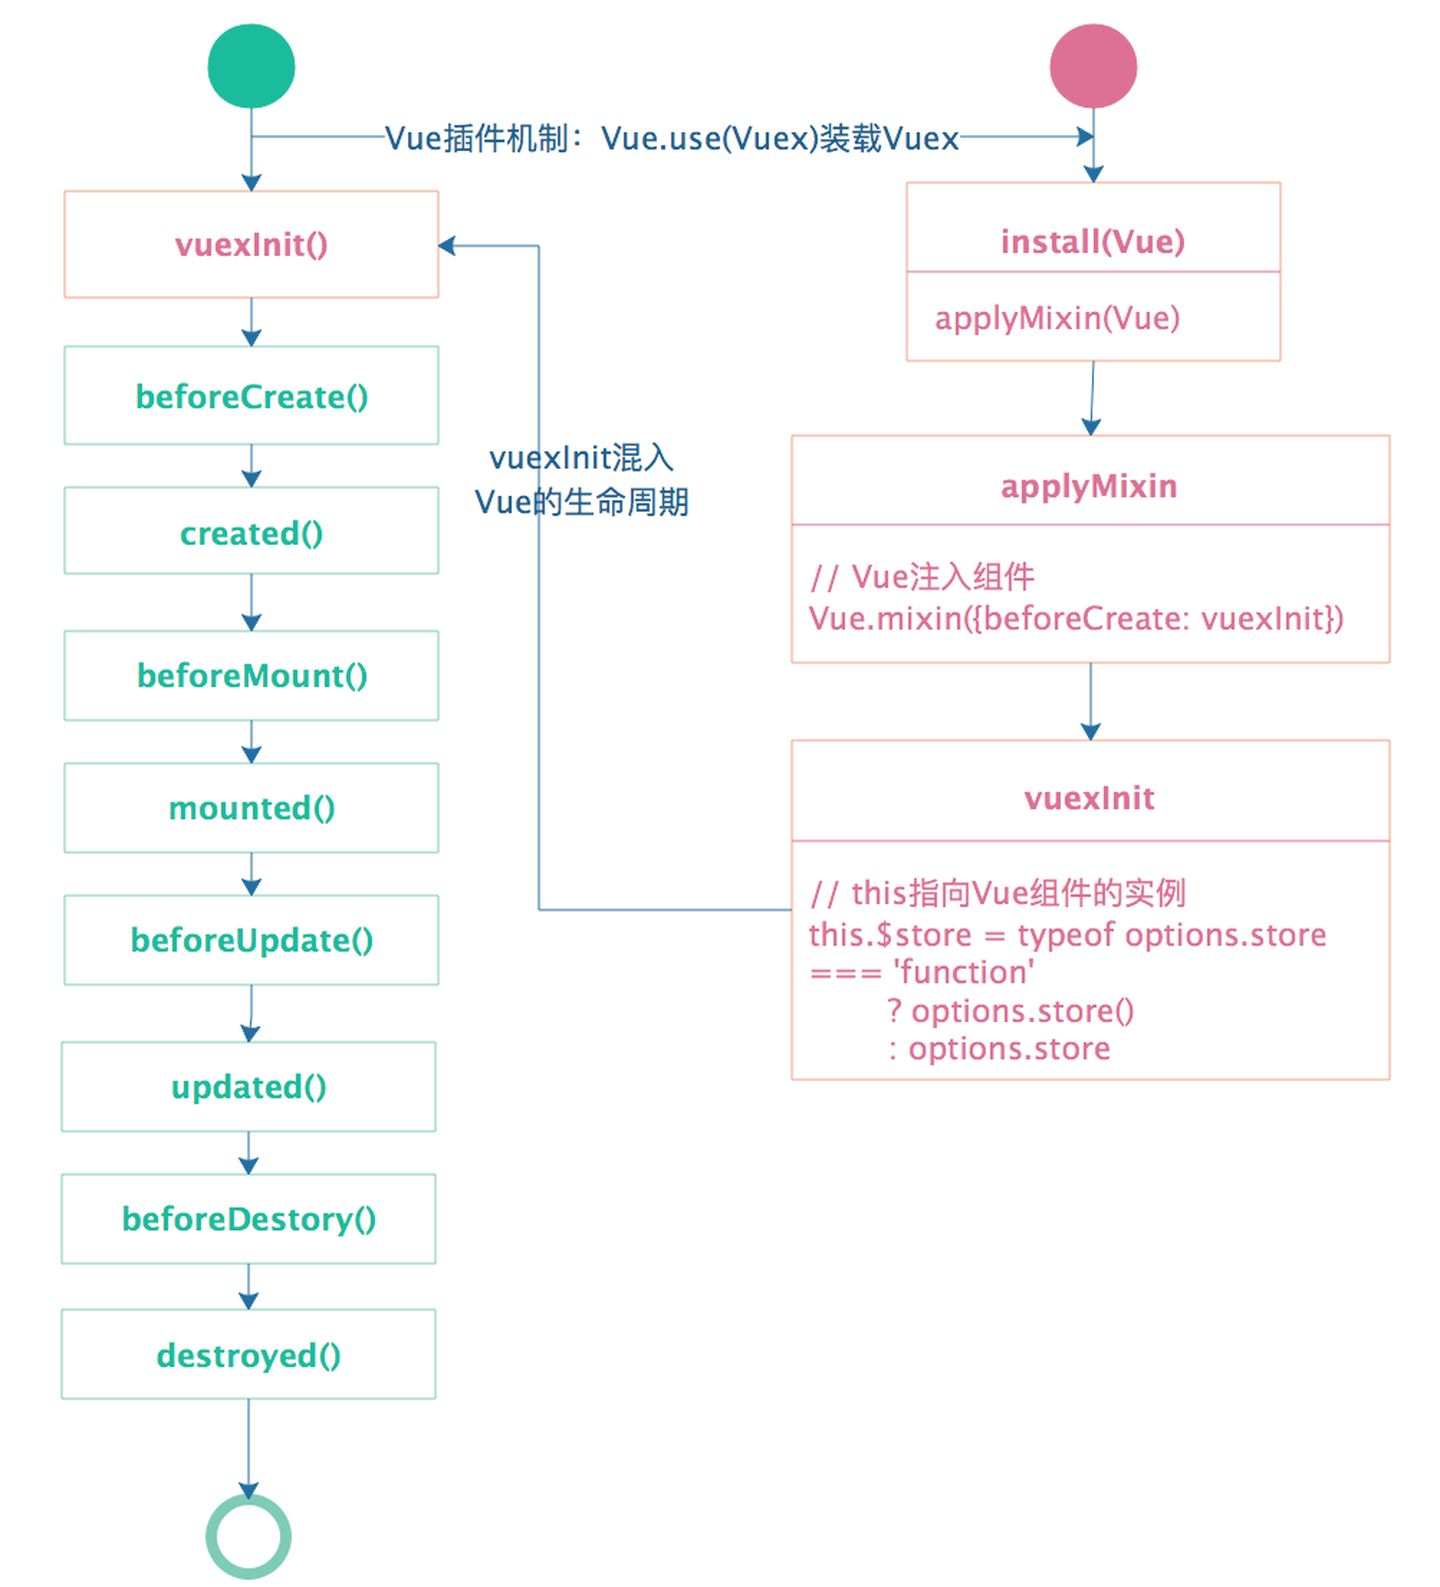 Vue插件机制：Vue.use(Vuex)装载Vuex
vuexInit()
beforeCreate()
created()
beforeMount()
mounted()
beforeUpdate()
updated()
beforeDestory()
destroyed()
vuexInit混入
Vue的生命周期
install(Vue)
applyMixin(Vue)
applyMixin
// Vue注入组件
Vue.mixin({beforeCreate: vuexInit})
vuexInit
// this指向Vue组件的实例
this.$store = typeof options.store
=== 'function'
? options.store()
: options.store